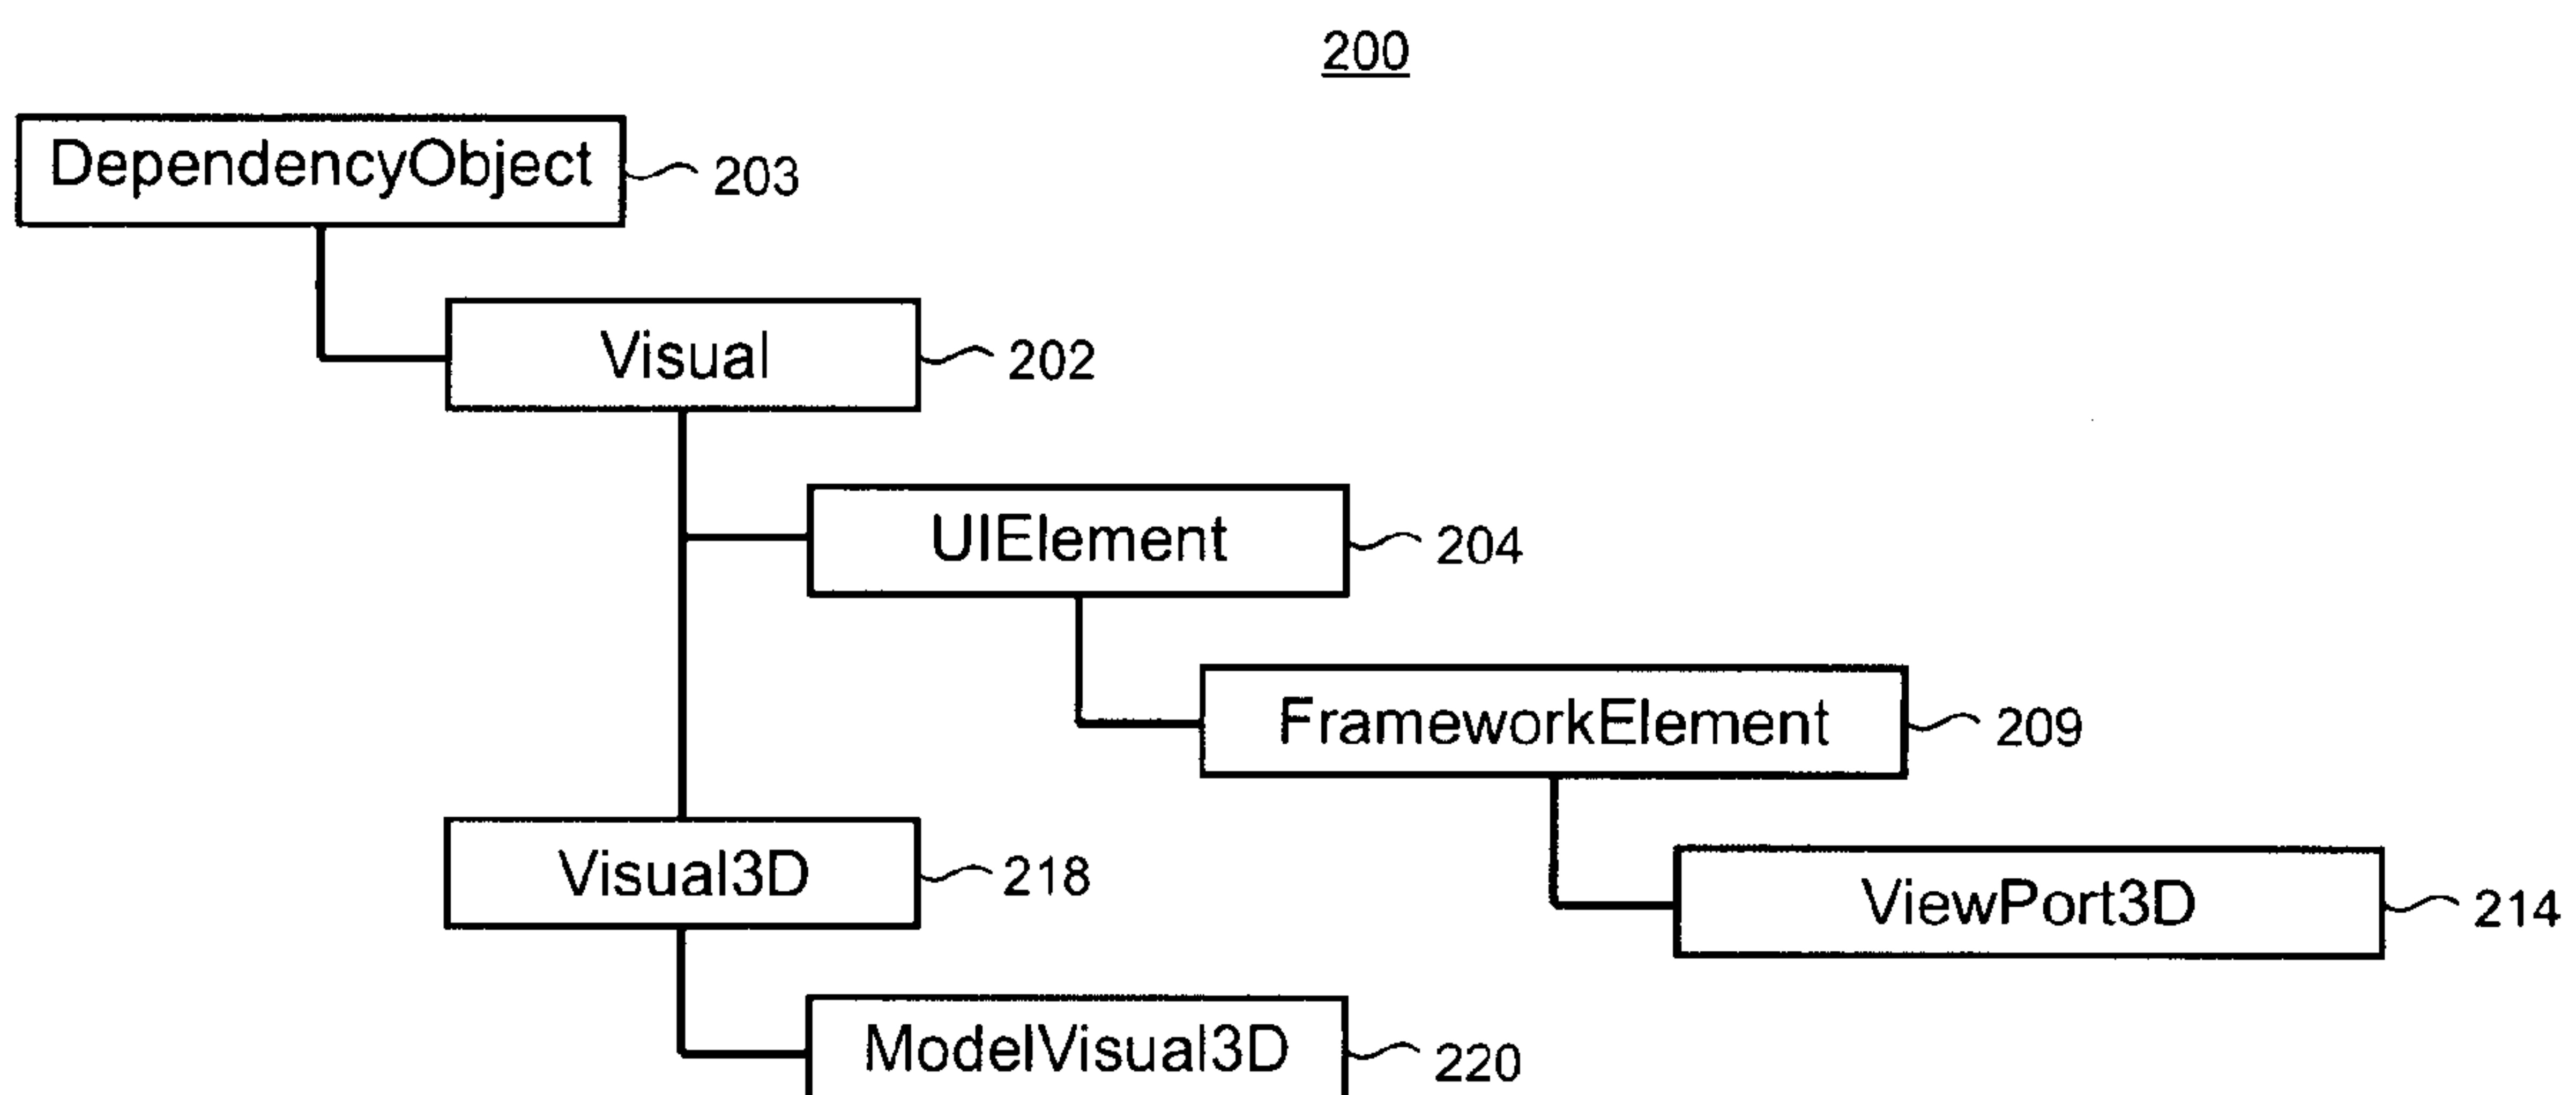 200
DependencyObject 203
Visual 202
UIElement 204
FrameworkElement 209
Visual3D 218
ViewPort3D 214
ModelVisual3D 220